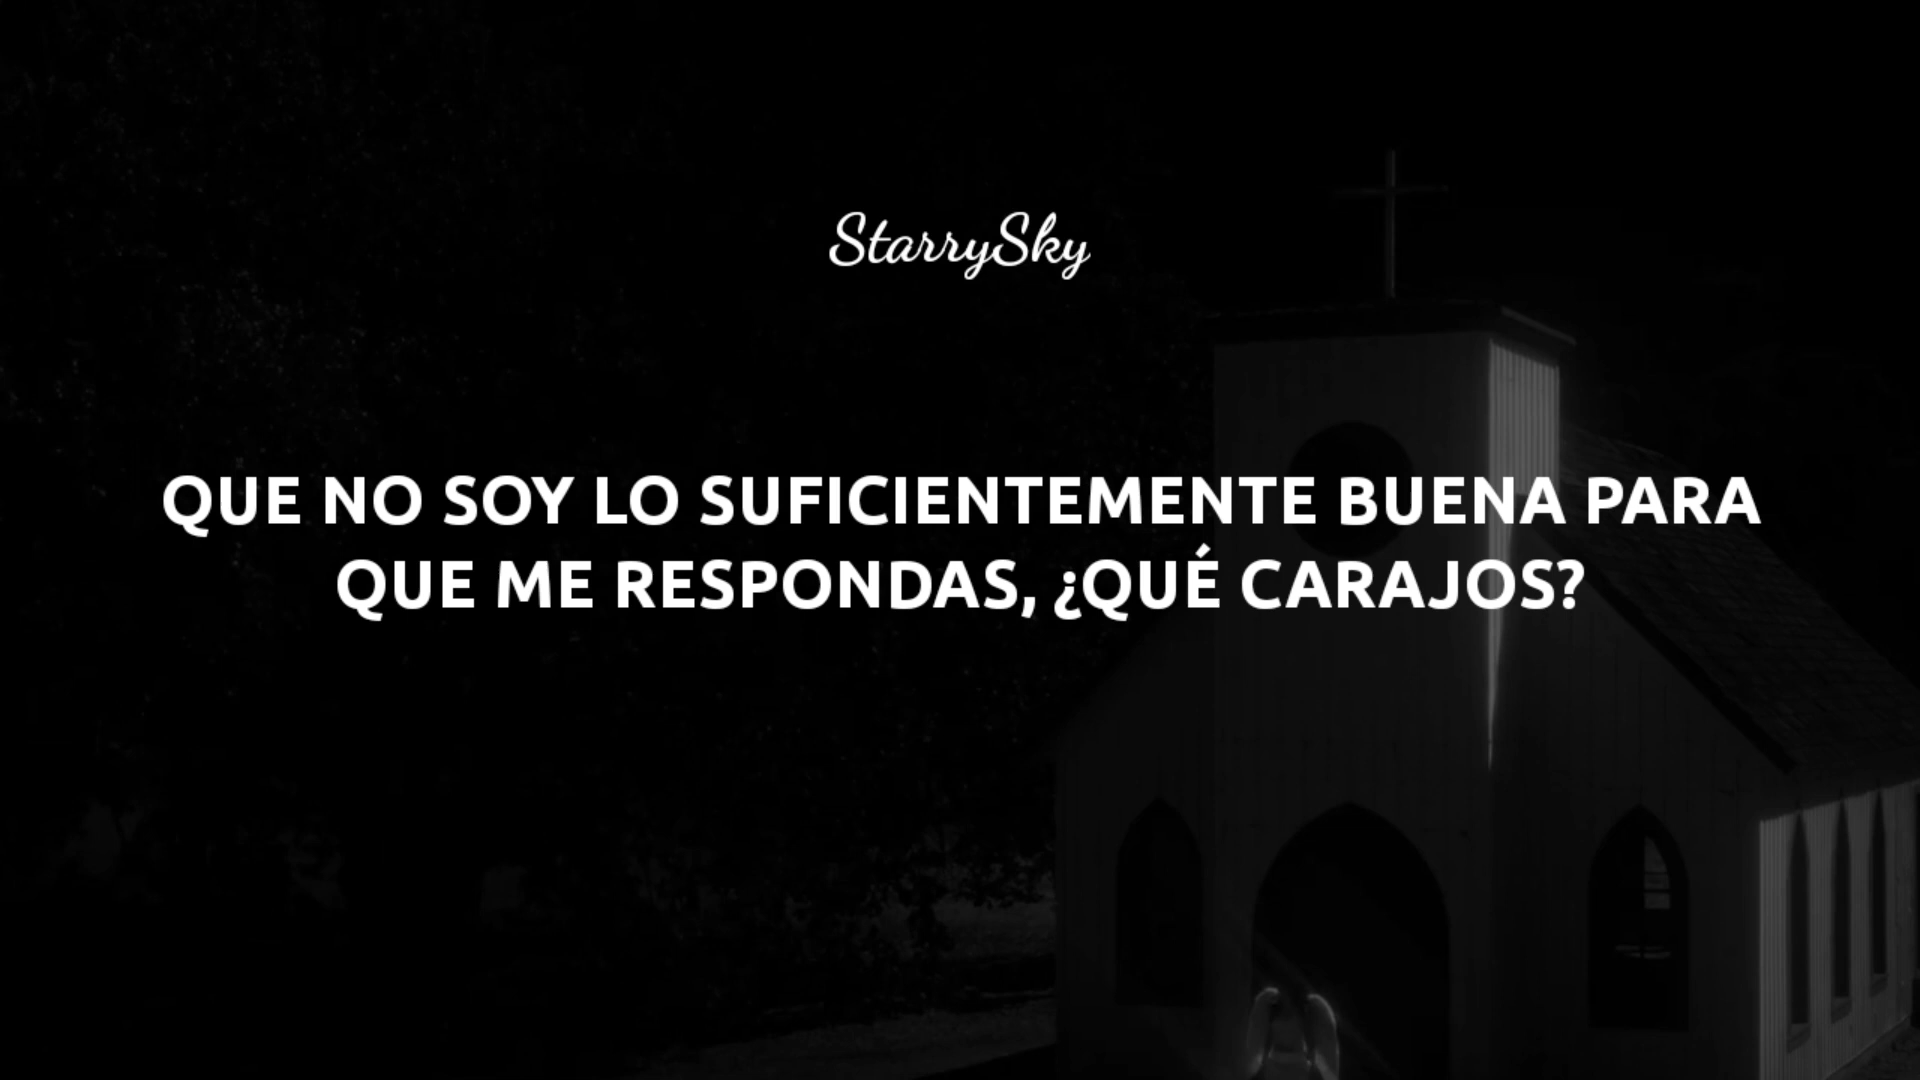 StarrySky
QUE NO SOY LO SUFICIENTEMENTE BUENA PARA
QUE ME RESPONDAS, ¿QUÉ CARAJOS?